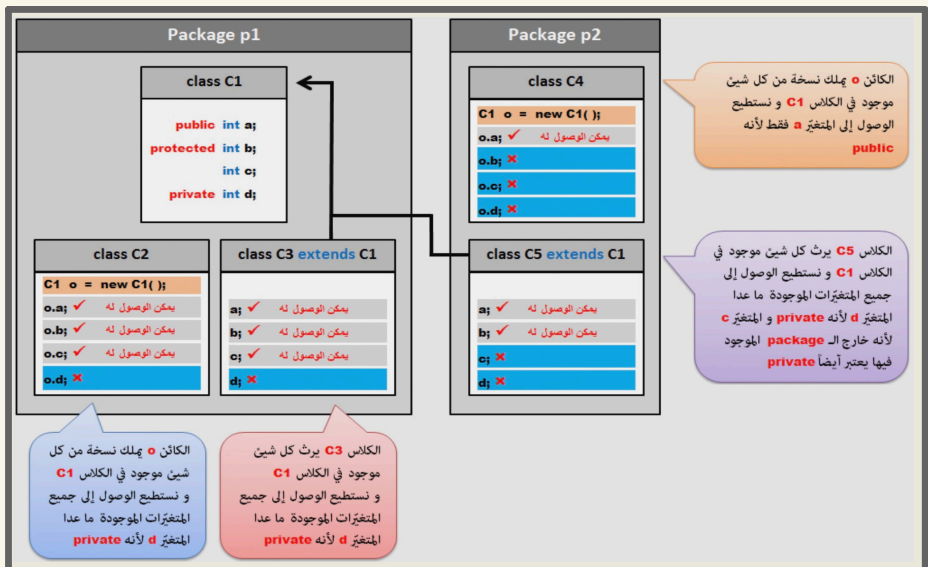 Package p1
class C1
public int a;
protected int b;
int c;
private int d;
class C2
C1 o = new C1( );
o.a; ✓ يمكن الوصول له
o.b; ✓ يمكن الوصول له
o.c; ✓ يمكن الوصول له
o.d; ×
class C3 extends C1
a; ✓ يمكن الوصول له
b; ✓ يمكن الوصول له
c; ✓ يمكن الوصول له
d; ×
Package p2
class C4
C1 o = new C1( );
o.a; ✓ يمكن الوصول له
o.b; ×
o.c; ×
o.d; ×
class C5 extends C1
a; ✓ يمكن الوصول له
b; ✓ يمكن الوصول له
c; ×
d; ×
الكائن o يملك نسخة من كل شيئ
موجود في الكلاس C1 و نستطيع
الوصول إلى المتغيّر a فقط لأنه
public
الكلاس C5 يرث كل شيئ موجود في
الكلاس C1 و نستطيع الوصول إلى
جميع المتغيّرات الموجودة ما عدا
المتغيّر d لأنه private و المتغيّر c
لأنه خارج الـ package الموجود
فيها يعتبر أيضاً private
الكائن o يملك نسخة من كل
شيئ موجود في الكلاس C1
و نستطيع الوصول إلى جميع
المتغيّرات الموجودة ما عدا
المتغيّر d لأنه private
الكلاس C3 يرث كل شيئ
موجود في الكلاس C1
و نستطيع الوصول إلى جميع
المتغيّرات الموجودة ما عدا
المتغيّر d لأنه private